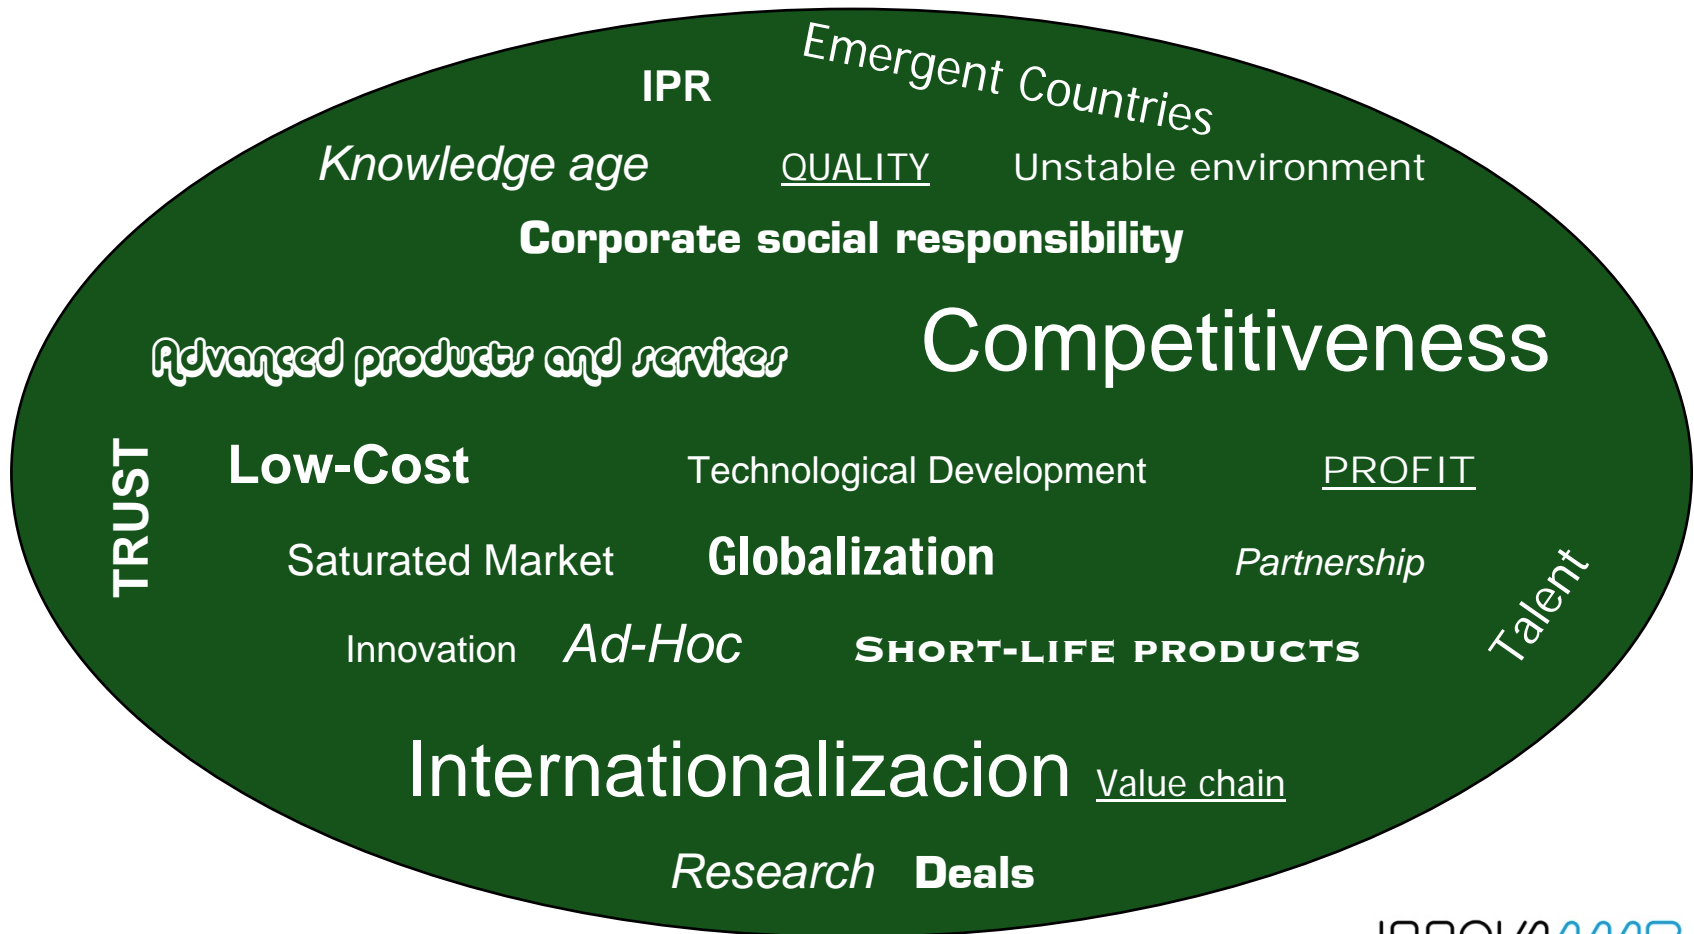 Emergent Countries
IPR
Knowledge age QUALITY Unstable environment
Corporate social responsibility
Advanced products and services Competitiveness
TRUST
Low-Cost Technological Development PROFIT
Saturated Market Globalization Partnership
Talent
Innovation Ad-Hoc SHORT-LIFE PRODUCTS
Internationalizacion Value chain
Research Deals